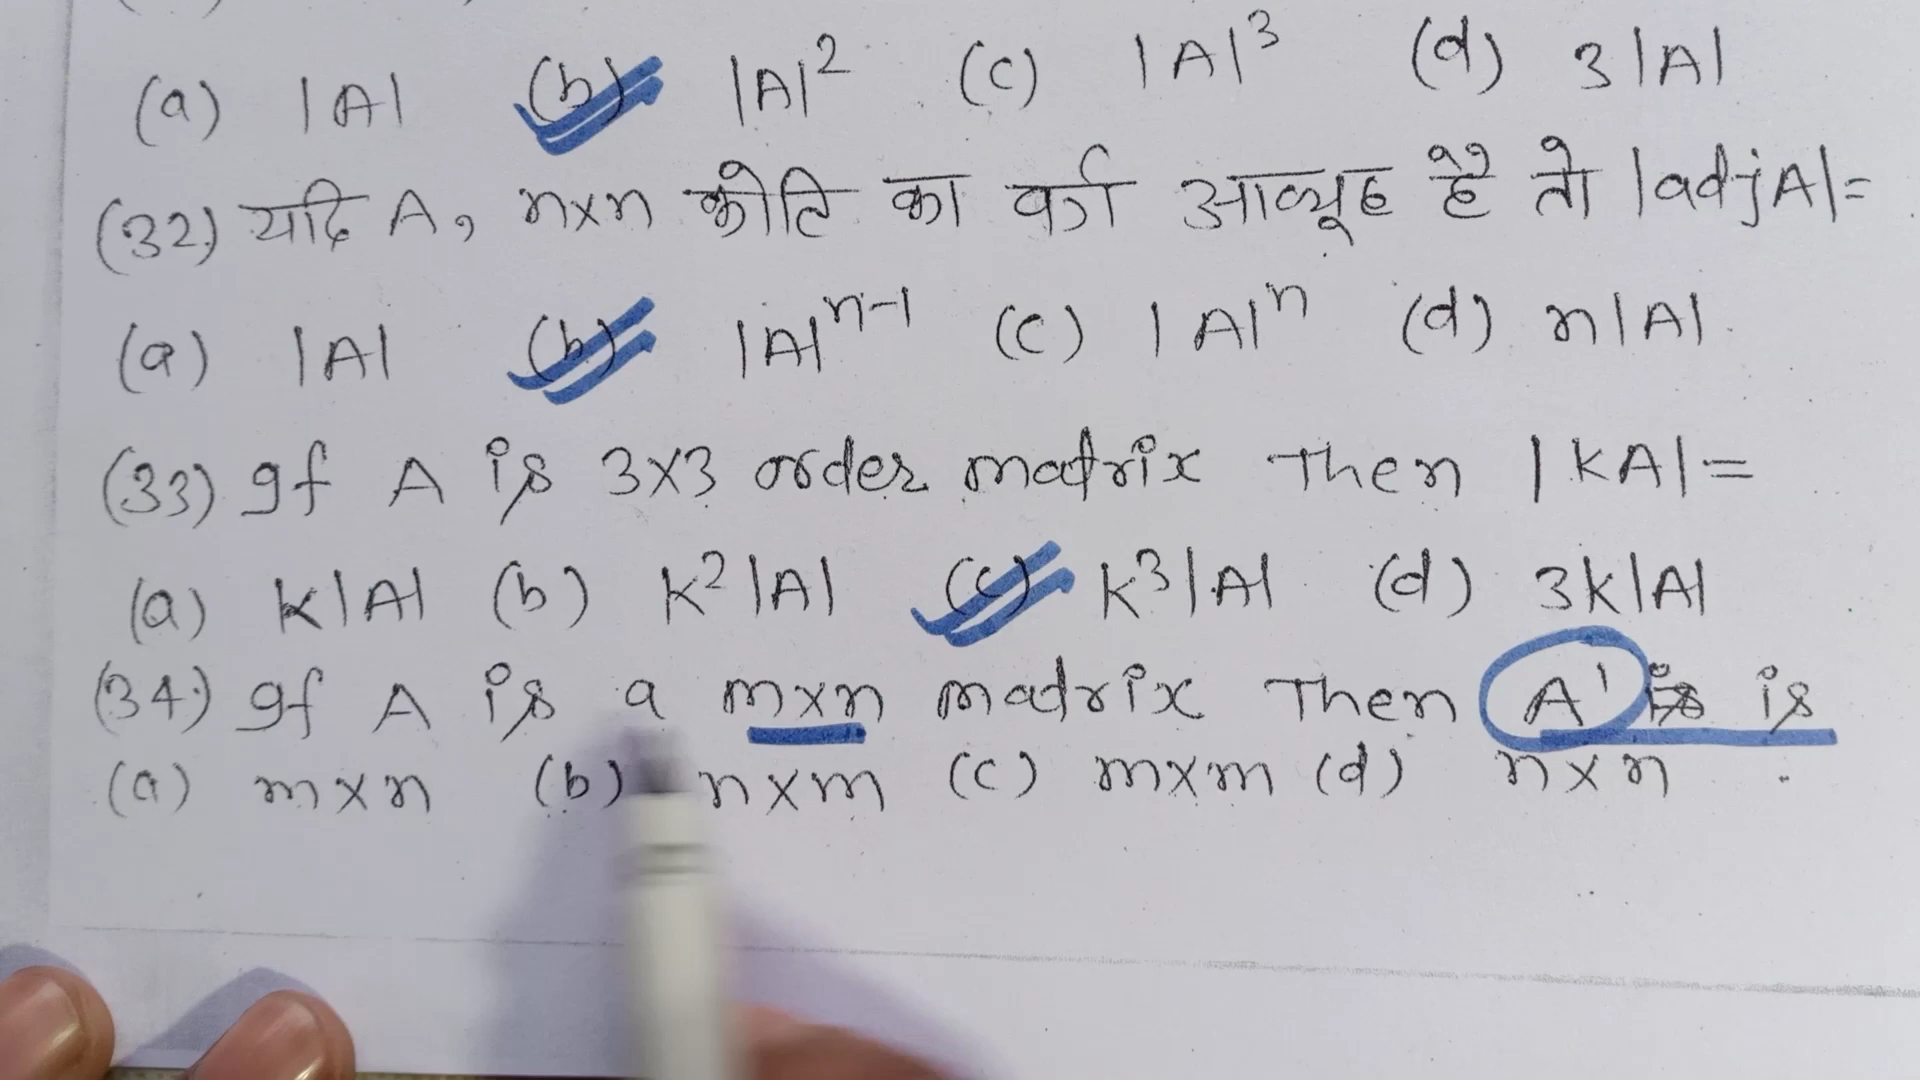 (a) |A| (b) |A|² (c) |A|³ (d) 3|A|
(32) यदि A, n×n कोटि का वर्ग आव्यूह है तो |adjA|=
(a) |A| (b) |A|ⁿ⁻¹ (c) |A|ⁿ (d) n|A|.
(33) If A is 3×3 order matrix Then |KA|=
(a) K|A| (b) K²|A| (c) K³|A| (d) 3K|A|
(34) If A is a m×n matrix Then A' is is
(a) m×n (b) n×m (c) m×m (d) n×n.